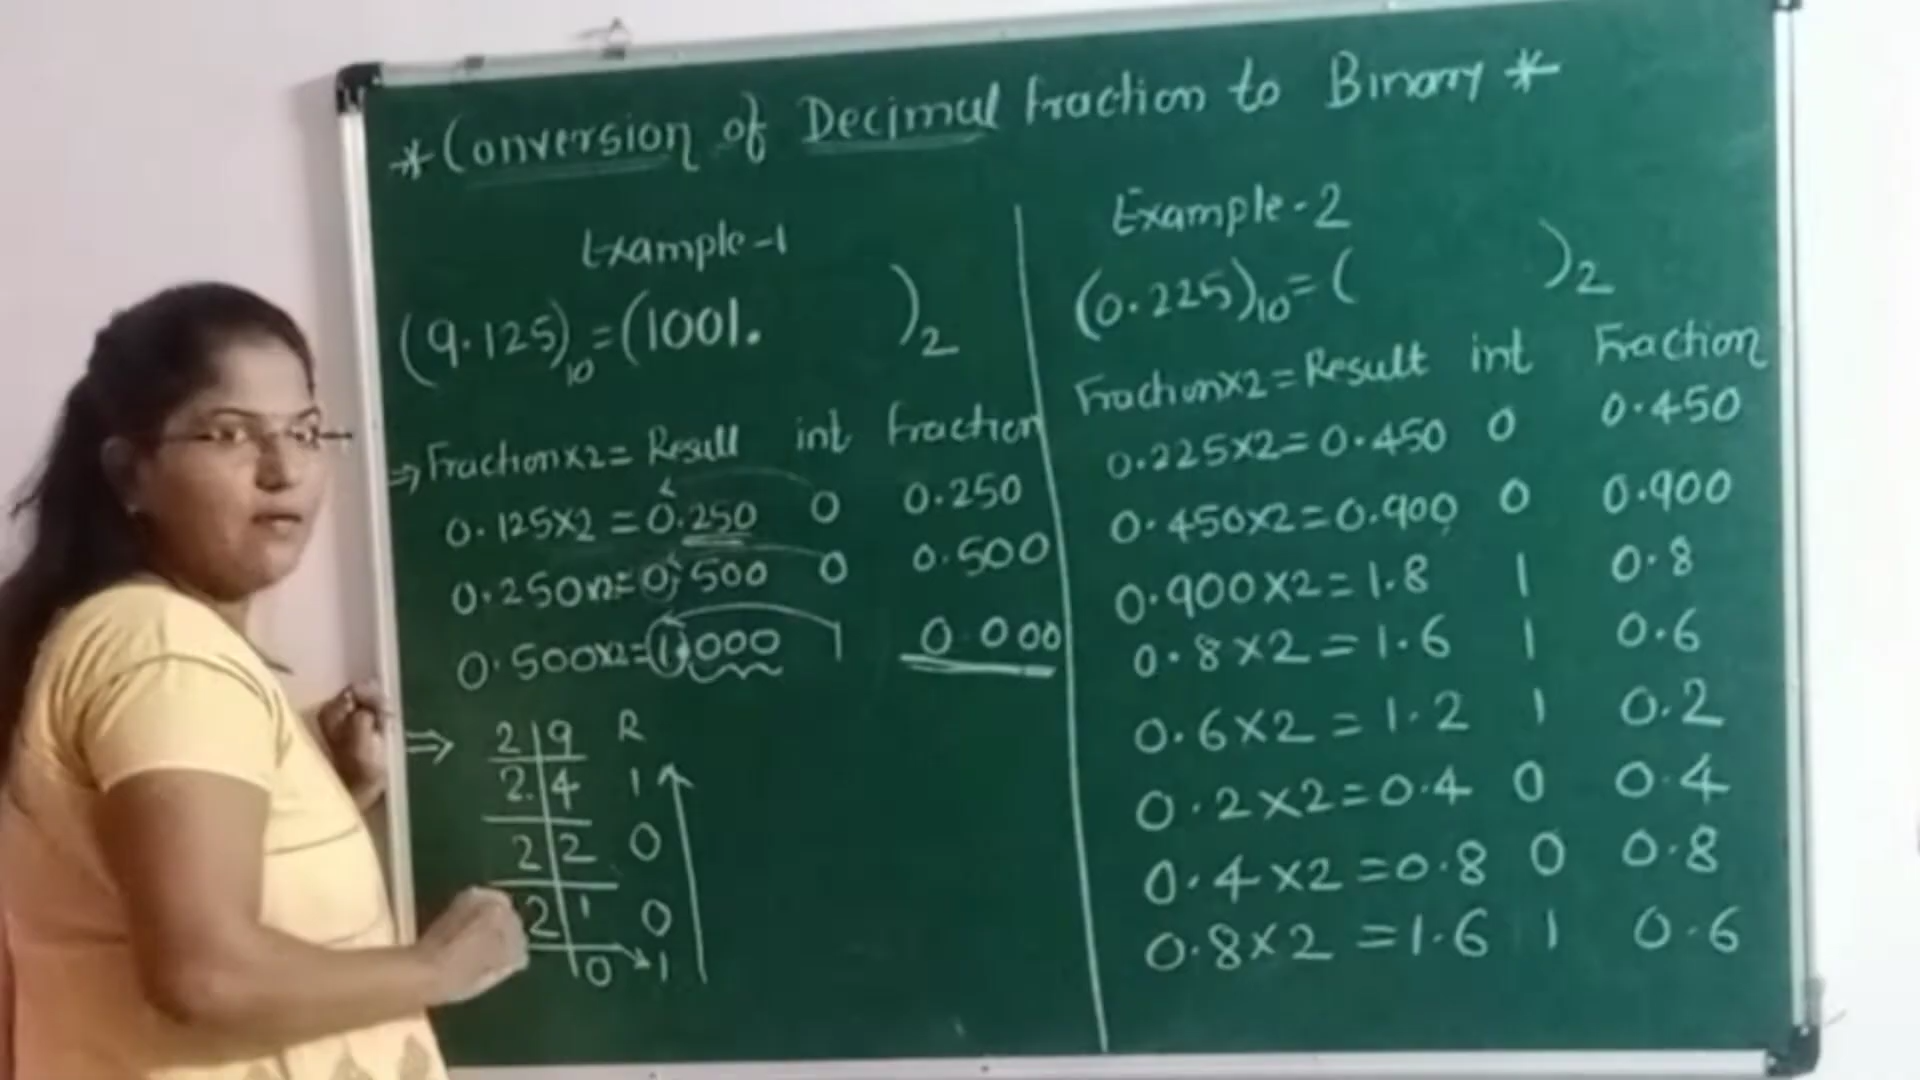 *Conversion of Decimal fraction to Binary *
Example-1
(9.125)10=(1001. )2
⇒ Fraction×2= Result int fraction
0.125×2=0.250 0 0.250
0.250×2=0.500 0 0.500
0.500×2=1.000 1 0.000
⇒ 2 9 R
2 4 1
2 2 0
2 1 0
0 1
Example-2
(0.225)10=( )2
Fraction×2=Result int Fraction
0.225×2=0.450 0 0.450
0.450×2=0.900 0 0.900
0.900×2=1.8 1 0.8
0.8×2=1.6 1 0.6
0.6×2=1.2 1 0.2
0.2×2=0.4 0 0.4
0.4×2=0.8 0 0.8
0.8×2=1.6 1 0.6